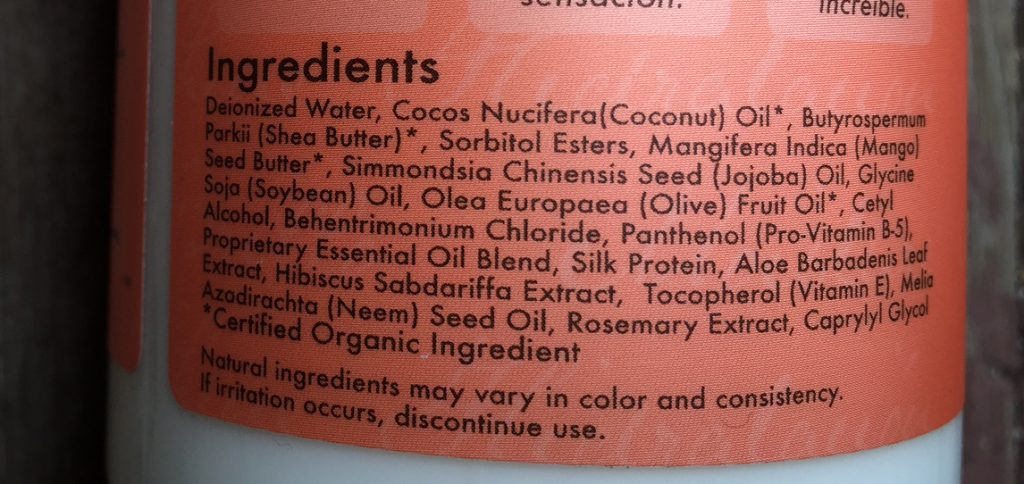 sensación.
increíble.
Ingredients
Deionized Water, Cocos Nucifera(Coconut) Oil*, Butyrospermum
Parkii (Shea Butter)*, Sorbitol Esters, Mangifera Indica (Mango)
Seed Butter*, Simmondsia Chinensis Seed (Jojoba) Oil, Glycine
Soja (Soybean) Oil, Olea Europaea (Olive) Fruit Oil*, Cetyl
Alcohol, Behentrimonium Chloride, Panthenol (Pro-Vitamin B-5),
Proprietary Essential Oil Blend, Silk Protein, Aloe Barbadenis Leaf
Extract, Hibiscus Sabdariffa Extract, Tocopherol (Vitamin E), Melia
Azadirachta (Neem) Seed Oil, Rosemary Extract, Caprylyl Glycol
*Certified Organic Ingredient
Natural ingredients may vary in color and consistency.
If irritation occurs, discontinue use.